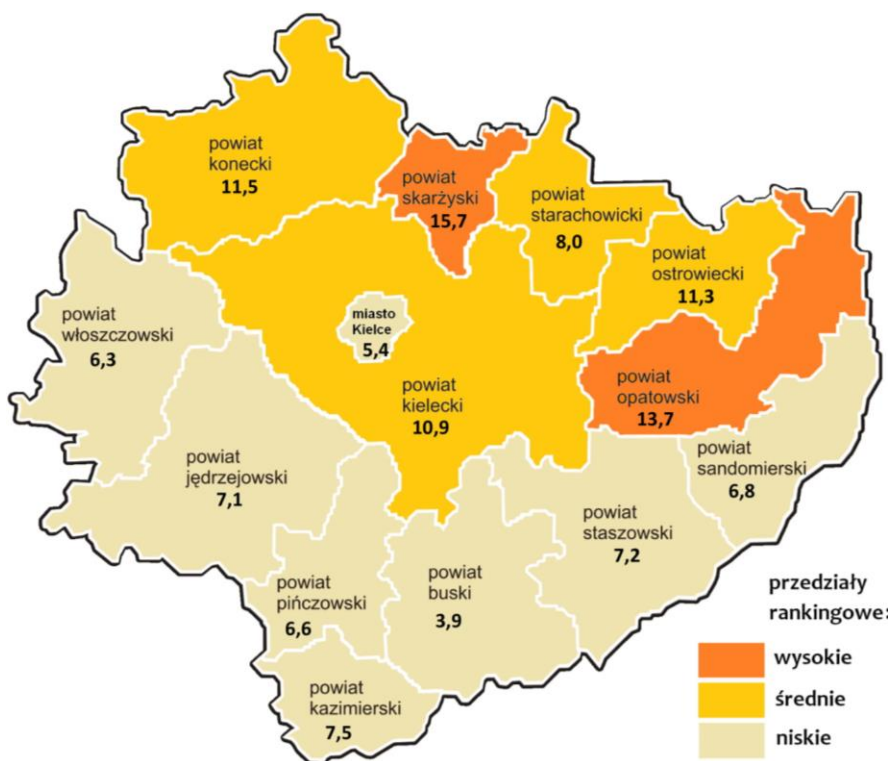 powiat
konecki
11,5
powiat
skarżyski
15,7
powiat
starachowicki
8,0
powiat
ostrowiecki
11,3
powiat
włoszczowski
6,3
miasto
Kielce
5,4
powiat
kielecki
10,9
powiat
opatowski
13,7
powiat
jędrzejowski
7,1
powiat
sandomierski
6,8
powiat
staszowski
7,2
powiat
pińczowski
6,6
powiat
buski
3,9
powiat
kazimierski
7,5
przedziały
rankingowe:
wysokie
średnie
niskie